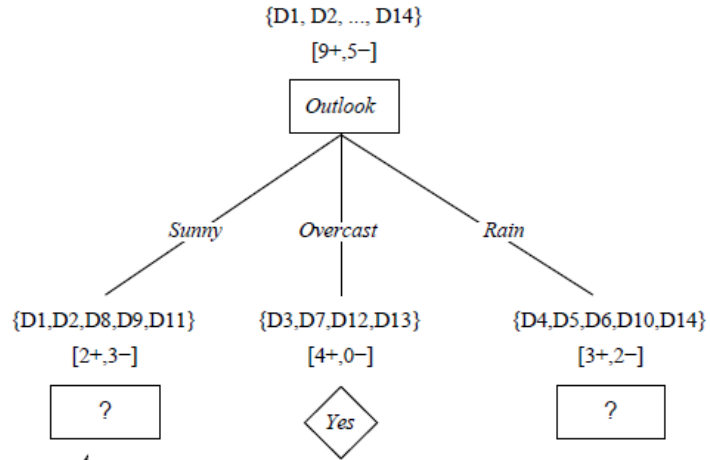 {D1, D2, ..., D14}
[9+,5−]
Outlook
Sunny
Overcast
Rain
{D1,D2,D8,D9,D11}
{D3,D7,D12,D13}
{D4,D5,D6,D10,D14}
[2+,3−]
[4+,0−]
[3+,2−]
?
Yes
?